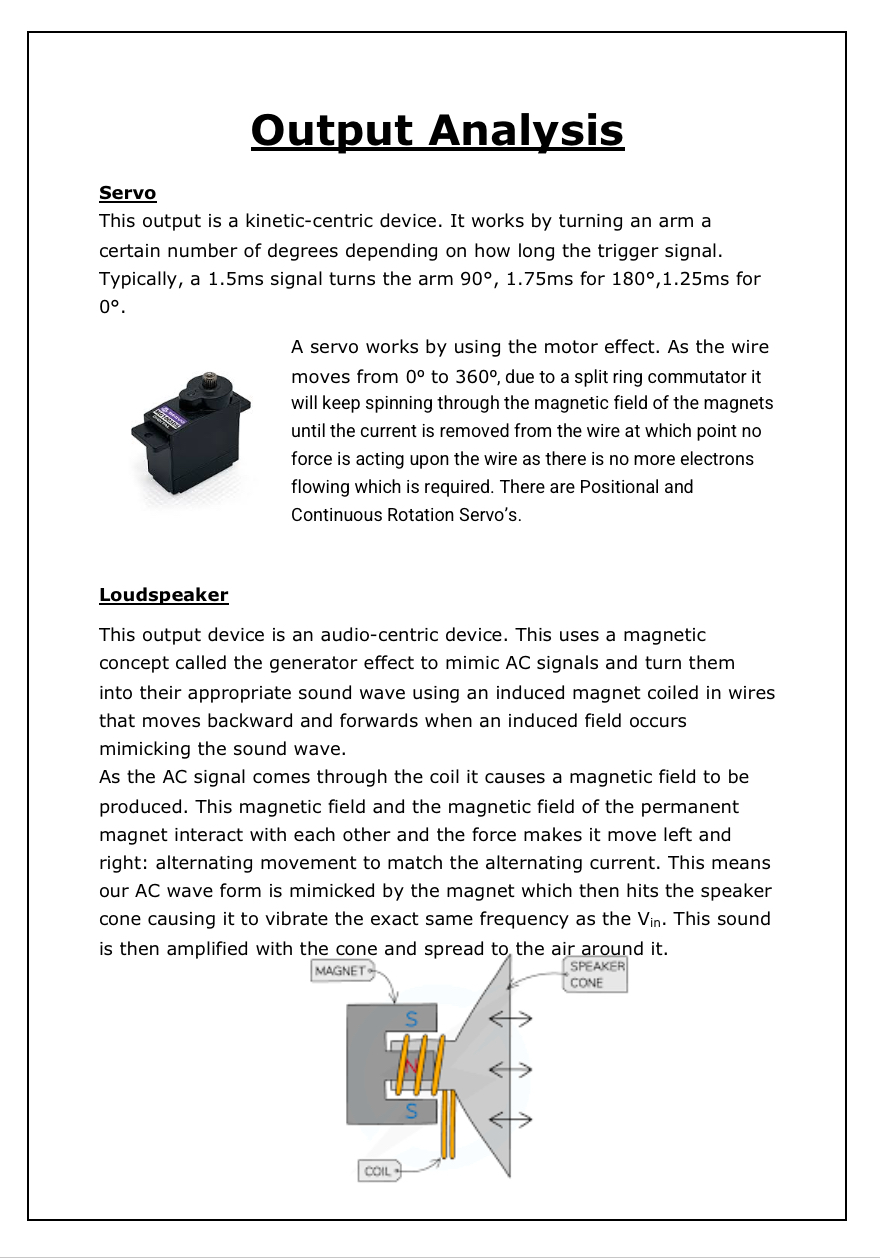 Output Analysis
Servo
This output is a kinetic-centric device. It works by turning an arm a
certain number of degrees depending on how long the trigger signal.
Typically, a 1.5ms signal turns the arm 90°, 1.75ms for 180°,1.25ms for
0°.
A servo works by using the motor effect. As the wire
moves from 0º to 360º, due to a split ring commutator it
will keep spinning through the magnetic field of the magnets
until the current is removed from the wire at which point no
force is acting upon the wire as there is no more electrons
flowing which is required. There are Positional and
Continuous Rotation Servo’s.
Loudspeaker
This output device is an audio-centric device. This uses a magnetic
concept called the generator effect to mimic AC signals and turn them
into their appropriate sound wave using an induced magnet coiled in wires
that moves backward and forwards when an induced field occurs
mimicking the sound wave.
As the AC signal comes through the coil it causes a magnetic field to be
produced. This magnetic field and the magnetic field of the permanent
magnet interact with each other and the force makes it move left and
right: alternating movement to match the alternating current. This means
our AC wave form is mimicked by the magnet which then hits the speaker
cone causing it to vibrate the exact same frequency as the Vin. This sound
is then amplified with the cone and spread to the air around it.
MAGNET
SPEAKER
CONE
S
N
S
COIL